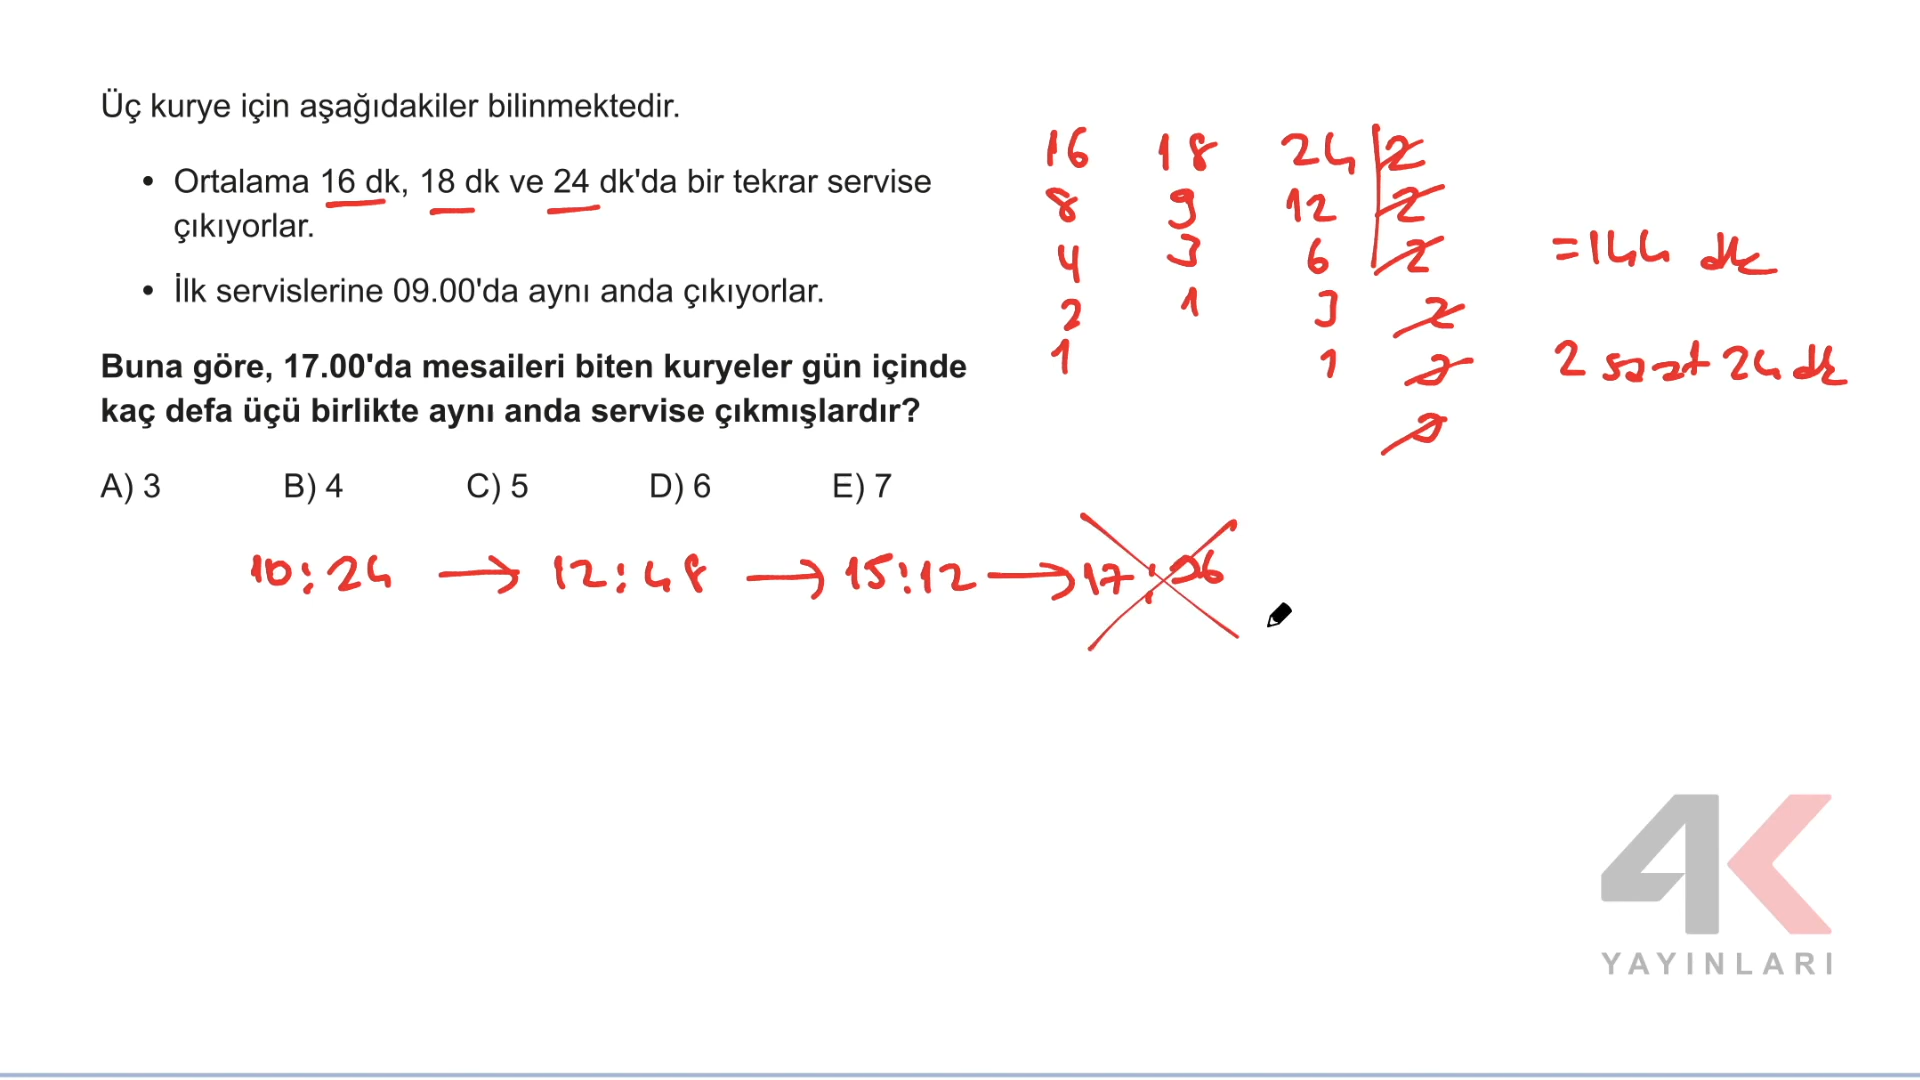 Üç kurye için aşağıdakiler bilinmektedir.
• Ortalama 16 dk, 18 dk ve 24 dk'da bir tekrar servise
çıkıyorlar.
• İlk servislerine 09.00'da aynı anda çıkıyorlar.
Buna göre, 17.00'da mesaileri biten kuryeler gün içinde
kaç defa üçü birlikte aynı anda servise çıkmışlardır?
A) 3 B) 4 C) 5 D) 6 E) 7
16 18 24 2
8 9 12 2
4 3 6 2
2 1 3
1 1
=144 dk
2 saat 24 dk
10:24 → 12:48 → 15:12 → 17:36
4K
YAYINLARI